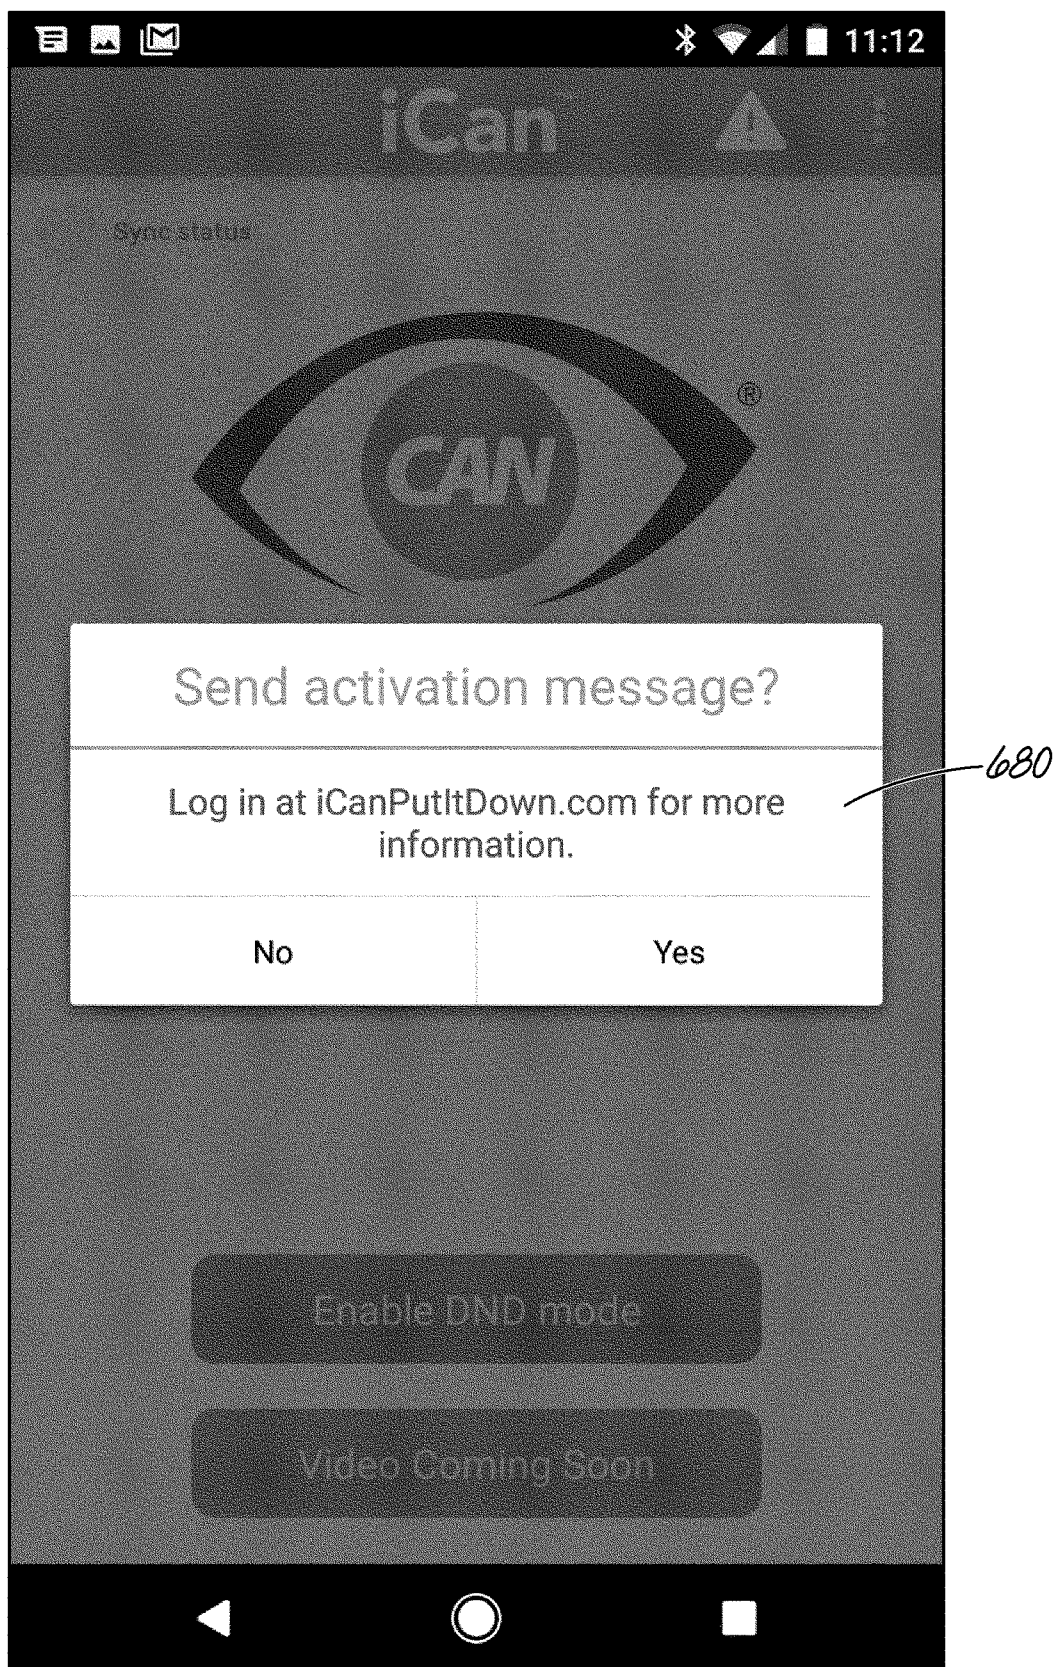 11:12
iCan™
Sync status
®
CAN
Send activation message?
680
Log in at iCanPutItDown.com for more
information.
No Yes
Enable DND mode
Video Coming Soon